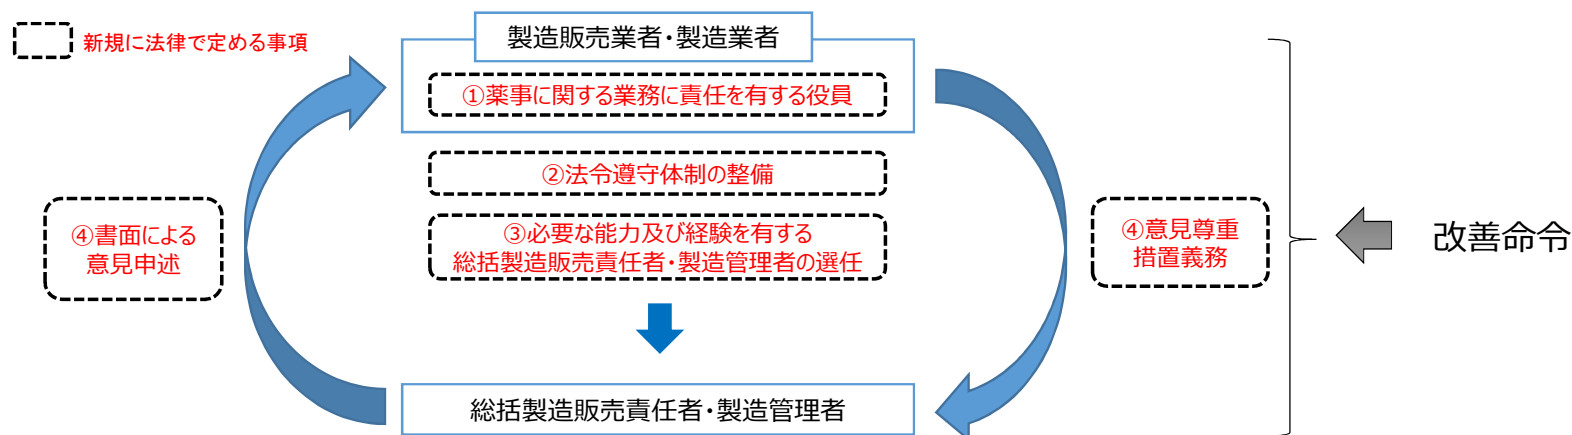 新規に法律で定める事項
製造販売業者・製造業者
①薬事に関する業務に責任を有する役員
②法令遵守体制の整備
③必要な能力及び経験を有する
総括製造販売責任者・製造管理者の選任
④書面による
意見申述
④意見尊重
措置義務
改善命令
総括製造販売責任者・製造管理者